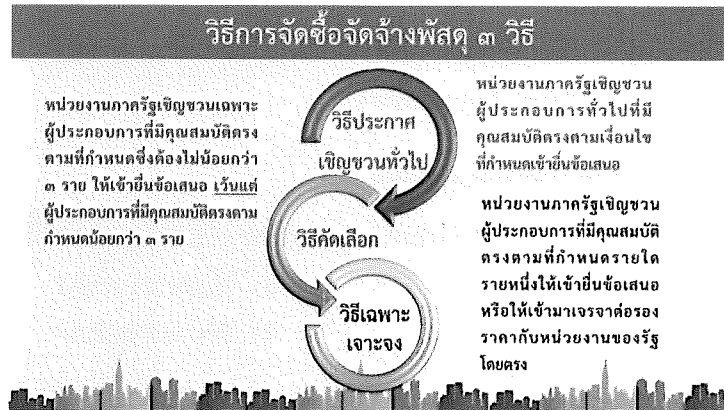 วิธีการจัดซื้อจัดจ้างพัสดุ ๓ วิธี
วิธีประกาศ
เชิญชวนทั่วไป
หน่วยงานภาครัฐเชิญชวน
ผู้ประกอบการทั่วไปที่มี
คุณสมบัติตรงตามเงื่อนไข
ที่กำหนดเข้ายื่นข้อเสนอ
หน่วยงานภาครัฐเชิญชวนเฉพาะ
ผู้ประกอบการที่มีคุณสมบัติตรง
ตามที่กำหนดซึ่งต้องไม่น้อยกว่า
๓ ราย ให้เข้ายื่นข้อเสนอ เว้นแต่
ผู้ประกอบการที่มีคุณสมบัติตรงตาม
กำหนดน้อยกว่า ๓ ราย
วิธีคัดเลือก
วิธีเฉพาะ
เจาะจง
หน่วยงานภาครัฐเชิญชวน
ผู้ประกอบการที่มีคุณสมบัติ
ตรงตามที่กำหนดรายใด
รายหนึ่งให้เข้ายื่นข้อเสนอ
หรือให้เข้ามาเจรจาต่อรอง
ราคากับหน่วยงานของรัฐ
โดยตรง